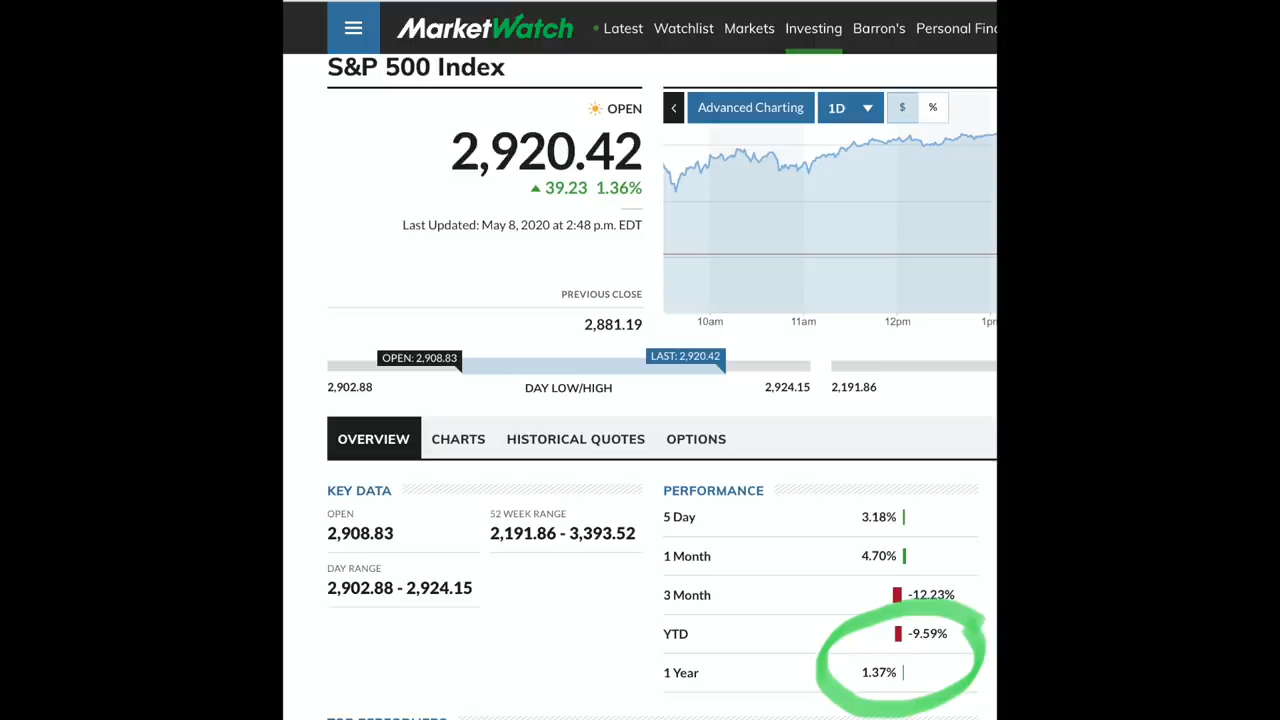 MarketWatch
Latest Watchlist Markets Investing Barron's Personal Fin
S&P 500 Index
OPEN
2,920.42
39.23 1.36%
Last Updated: May 8, 2020 at 2:48 p.m. EDT
PREVIOUS CLOSE
2,881.19
Advanced Charting 1D $ %
10am 11am 12pm 1p
OPEN: 2,908.83 LAST: 2,920.42
2,902.88 DAY LOW/HIGH 2,924.15 2,191.86
OVERVIEW CHARTS HISTORICAL QUOTES OPTIONS
KEY DATA
OPEN
2,908.83
52 WEEK RANGE
2,191.86 - 3,393.52
DAY RANGE
2,902.88 - 2,924.15
PERFORMANCE
5 Day 3.18%
1 Month 4.70%
3 Month -12.23%
YTD -9.59%
1 Year 1.37%